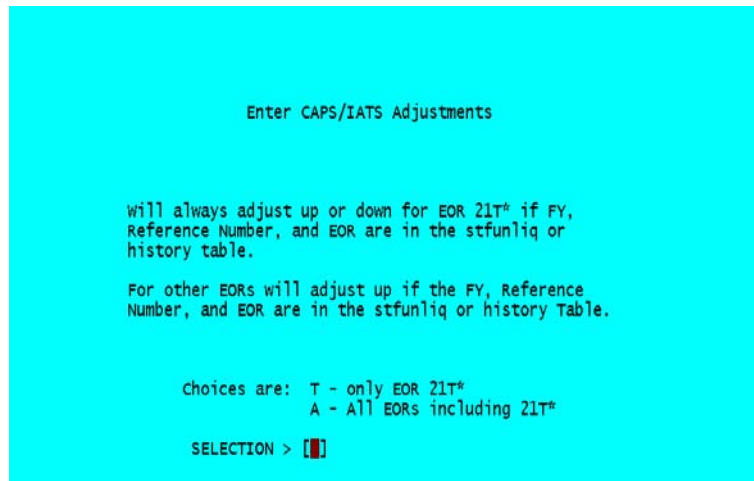 Enter CAPS/IATS Adjustments
Will always adjust up or down for EOR 21T* if FY,
Reference Number, and EOR are in the stfunliq or
history table.
For other EORs will adjust up if the FY, Reference
Number, and EOR are in the stfunliq or history Table.
Choices are: T - only EOR 21T*
A - All EORs including 21T*
SELECTION > [ ]